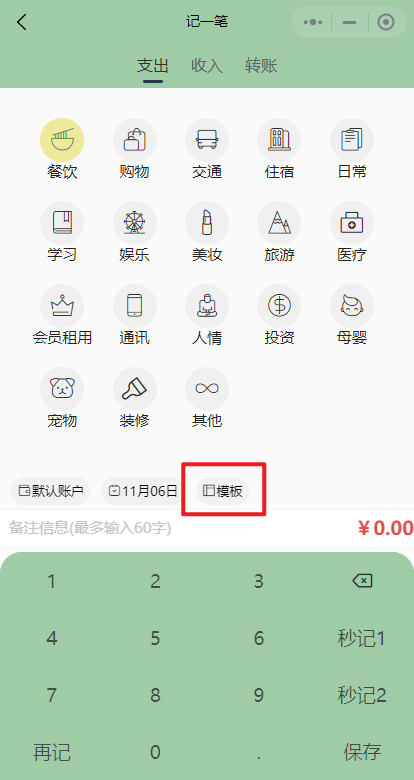 记一笔
支出 收入 转账
餐饮 购物 交通 住宿 日常
学习 娱乐 美妆 旅游 医疗
会员租用 通讯 人情 投资 母婴
宠物 装修 其他
默认账户 11月06日 模板
备注信息(最多输入60字) ¥0.00
1 2 3
4 5 6 秒记1
7 8 9 秒记2
再记 0 . 保存